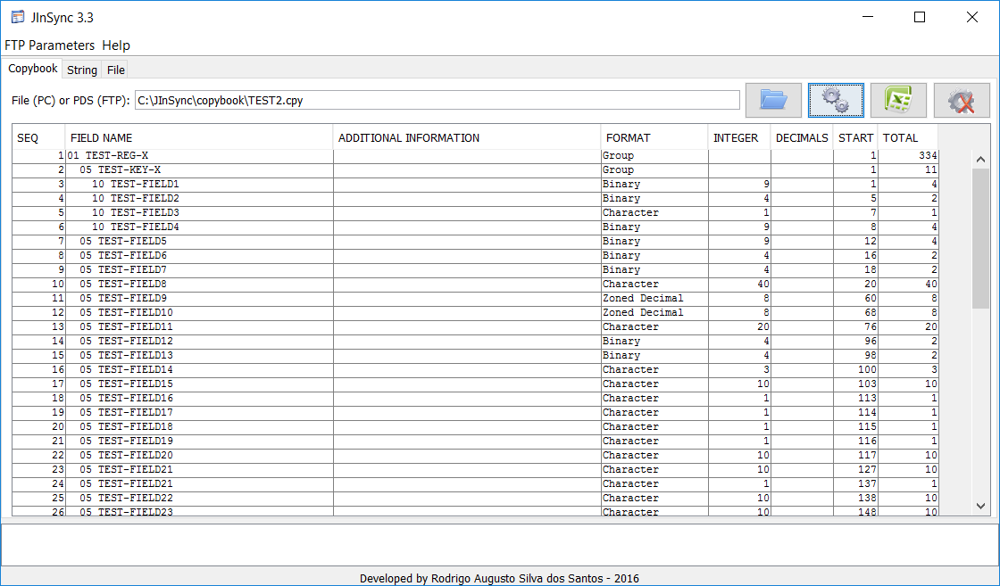 JInSync 3.3
FTP Parameters Help
Copybook String File
File (PC) or PDS (FTP): C:\JInSync\copybook\TEST2.cpy
SEQ FIELD NAME ADDITIONAL INFORMATION FORMAT INTEGER DECIMALS START TOTAL
1 01 TEST-REG-X Group 1 334
2 05 TEST-KEY-X Group 1 11
3 10 TEST-FIELD1 Binary 9 1 4
4 10 TEST-FIELD2 Binary 4 5 2
5 10 TEST-FIELD3 Character 1 7 1
6 10 TEST-FIELD4 Binary 9 8 4
7 05 TEST-FIELD5 Binary 9 12 4
8 05 TEST-FIELD6 Binary 4 16 2
9 05 TEST-FIELD7 Binary 4 18 2
10 05 TEST-FIELD8 Character 40 20 40
11 05 TEST-FIELD9 Zoned Decimal 8 60 8
12 05 TEST-FIELD10 Zoned Decimal 8 68 8
13 05 TEST-FIELD11 Character 20 76 20
14 05 TEST-FIELD12 Binary 4 96 2
15 05 TEST-FIELD13 Binary 4 98 2
16 05 TEST-FIELD14 Character 3 100 3
17 05 TEST-FIELD15 Character 10 103 10
18 05 TEST-FIELD16 Character 1 113 1
19 05 TEST-FIELD17 Character 1 114 1
20 05 TEST-FIELD18 Character 1 115 1
21 05 TEST-FIELD19 Character 1 116 1
22 05 TEST-FIELD20 Character 10 117 10
23 05 TEST-FIELD21 Character 10 127 10
24 05 TEST-FIELD21 Character 1 137 1
25 05 TEST-FIELD22 Character 10 138 10
26 05 TEST-FIELD23 Character 10 148 10
Developed by Rodrigo Augusto Silva dos Santos - 2016